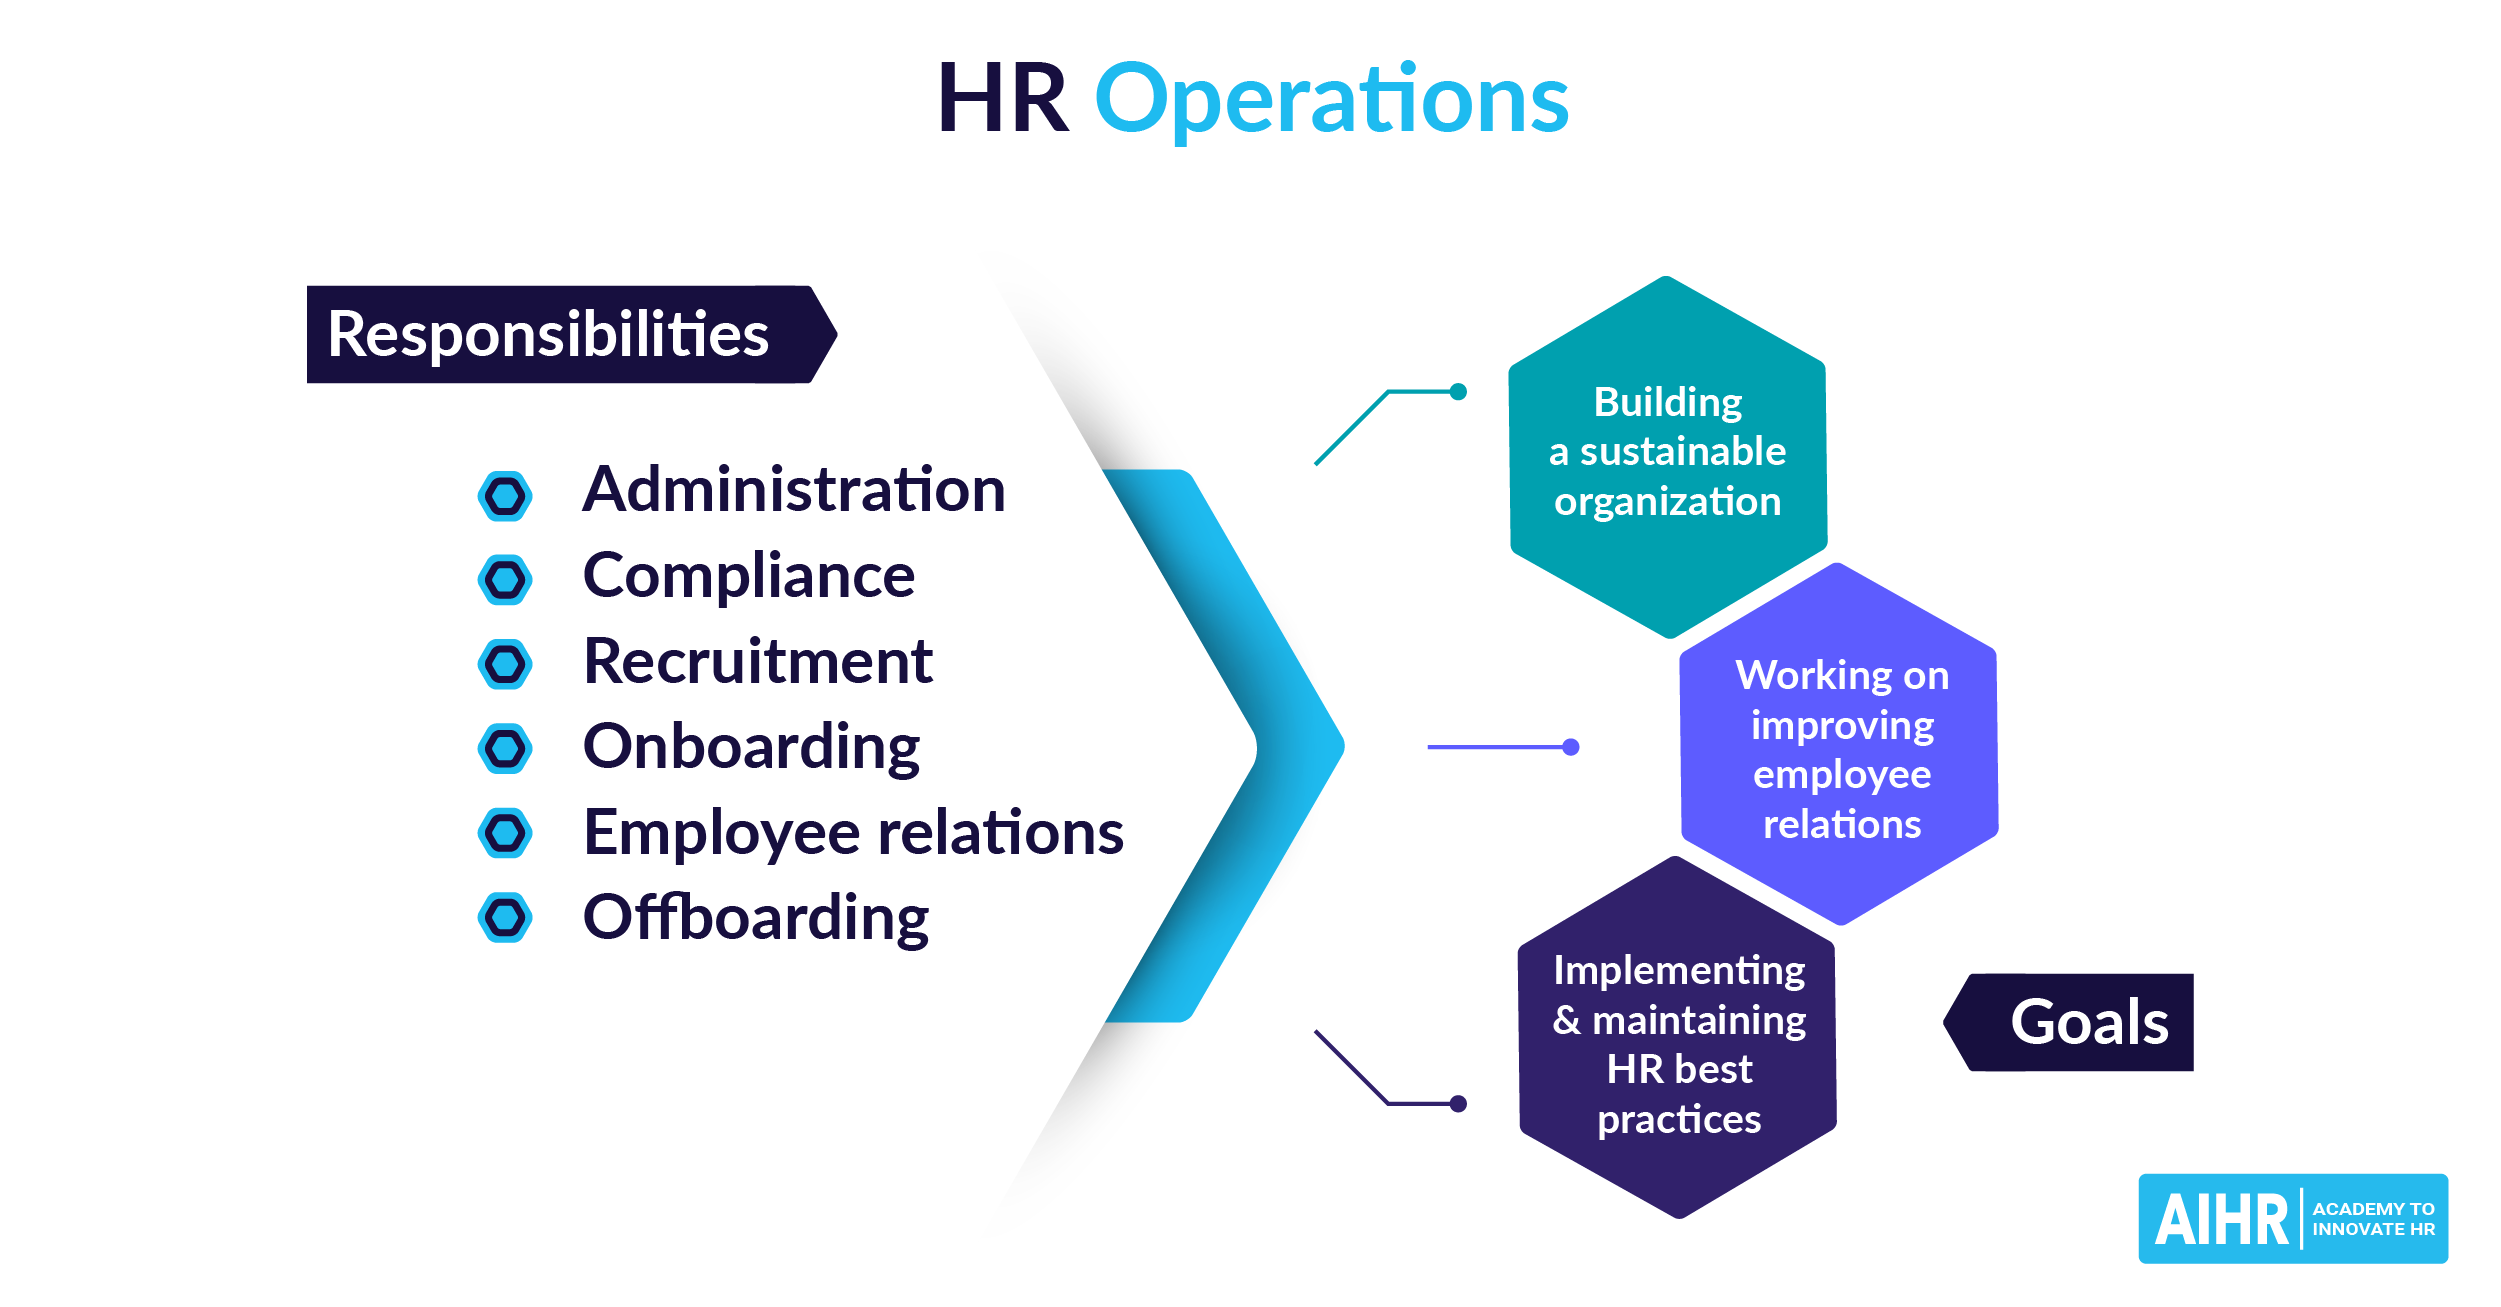 HR Operations
Responsibilities
Administration
Compliance
Recruitment
Onboarding
Employee relations
Offboarding
Building
a sustainable
organization
Working on
improving
employee
relations
Implementing
& maintaining
HR best
practices
Goals
AIHR
ACADEMY TO
INNOVATE HR